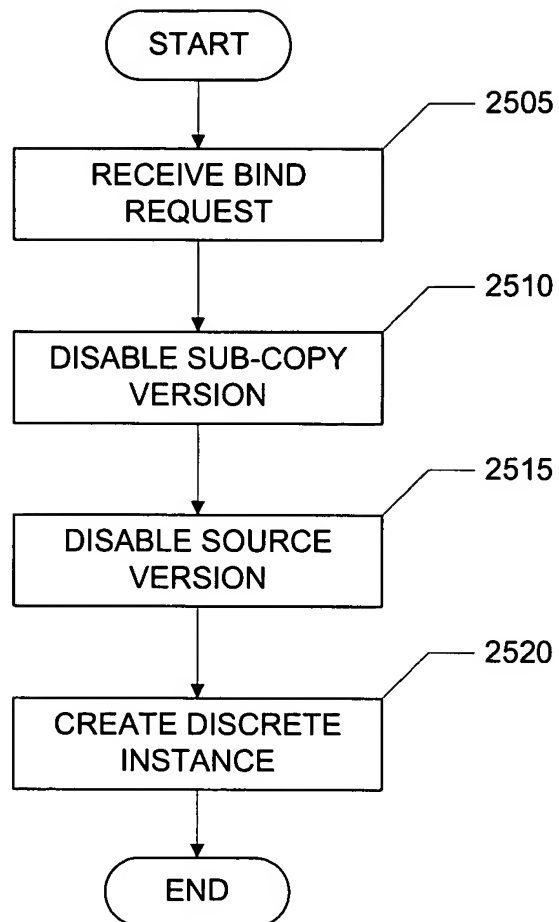 START
2505
RECEIVE BIND
REQUEST
2510
DISABLE SUB-COPY
VERSION
2515
DISABLE SOURCE
VERSION
2520
CREATE DISCRETE
INSTANCE
END